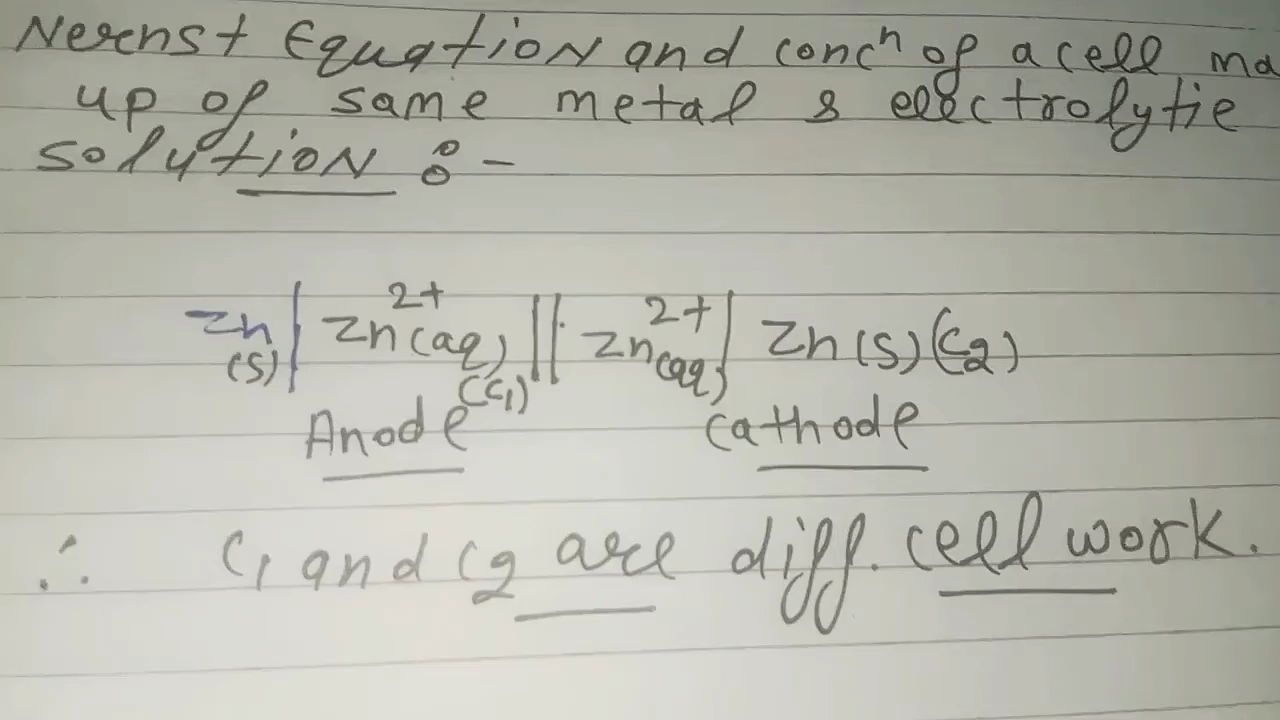 Nernst Equation and concⁿ of a cell ma
up of same metal & electrolytic
solution :-
Zn(s) | Zn²⁺(aq) (C₁) || Zn²⁺(aq) | Zn(s) (C₂)
Anode Cathode
∴ C₁ and C₂ are diff. cell work.